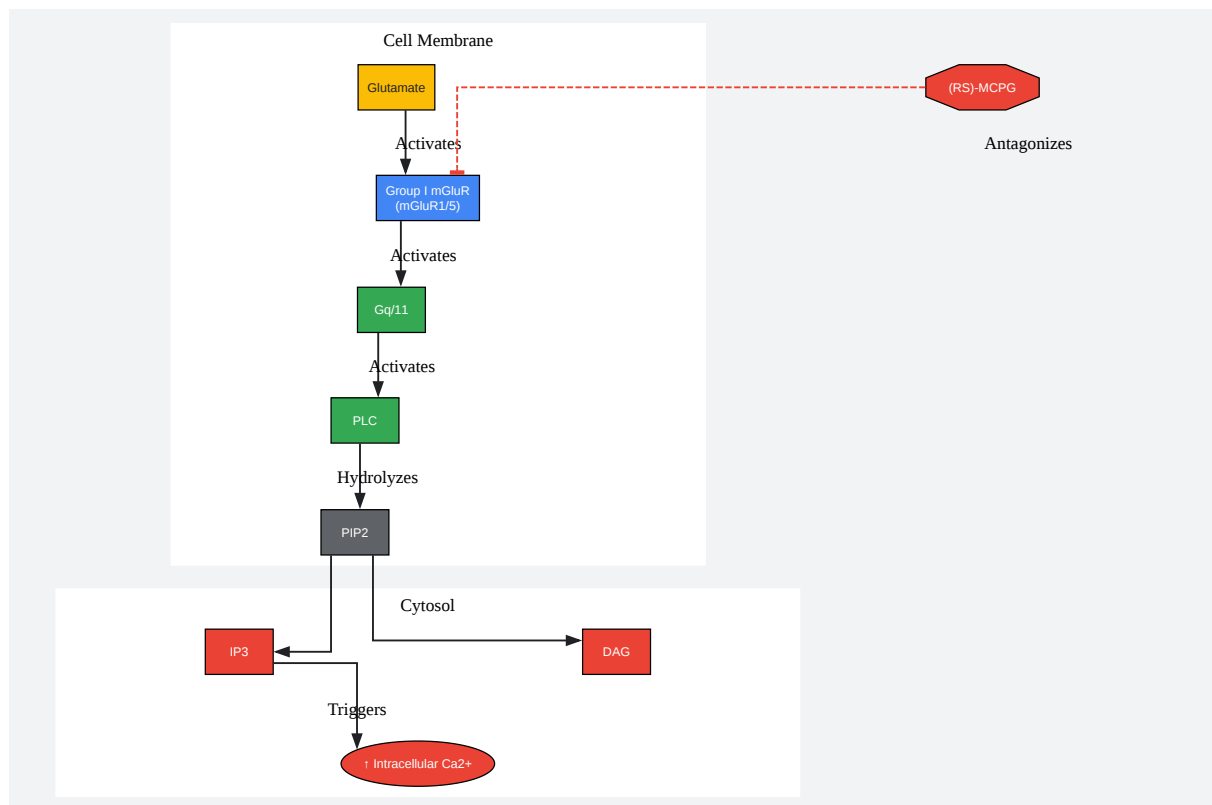 Cell Membrane
Glutamate
(RS)-MCPG
Activates
Antagonizes
Group I mGluR
(mGluR1/5)
Activates
Gq/11
Activates
PLC
Hydrolyzes
PIP2
Cytosol
IP3
DAG
Triggers
↑ Intracellular Ca2+